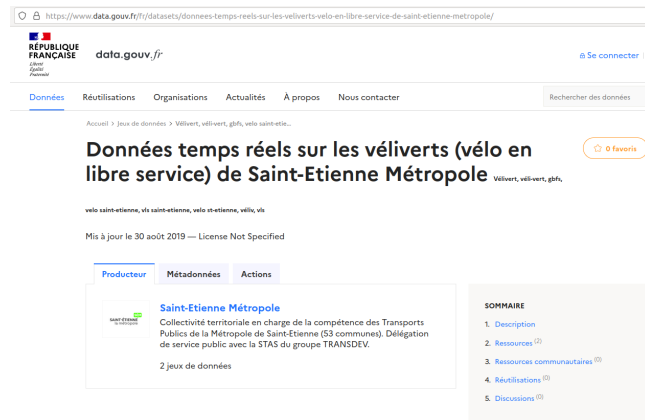 https://www.data.gouv.fr/fr/datasets/donnees-temps-reels-sur-les-veliverts-velo-en-libre-service-de-saint-etienne-metropole/
RÉPUBLIQUE
FRANÇAISE
Liberté
Égalité
Fraternité
data.gouv.fr
Se connecter
Données Réutilisations Organisations Actualités À propos Nous contacter Rechercher des données
Accueil > Jeux de données > Vélivert, véli-vert, gbfs, velo saint-etie...
Données temps réels sur les véliverts (vélo en
libre service) de Saint-Etienne Métropole Vélivert, véli-vert, gbfs,
velo saint-etienne, vls saint-etienne, velo st-etienne, véliv, vls
0 favoris
Mis à jour le 30 août 2019 — License Not Specified
Producteur Métadonnées Actions
SAINT-ÉTIENNE
la métropole
Saint-Etienne Métropole
Collectivité territoriale en charge de la compétence des Transports
Publics de la Métropole de Saint-Etienne (53 communes). Délégation
de service public avec la STAS du groupe TRANSDEV.
2 jeux de données
SOMMAIRE
1. Description
2. Ressources (2)
3. Ressources communautaires (0)
4. Réutilisations (0)
5. Discussions (0)